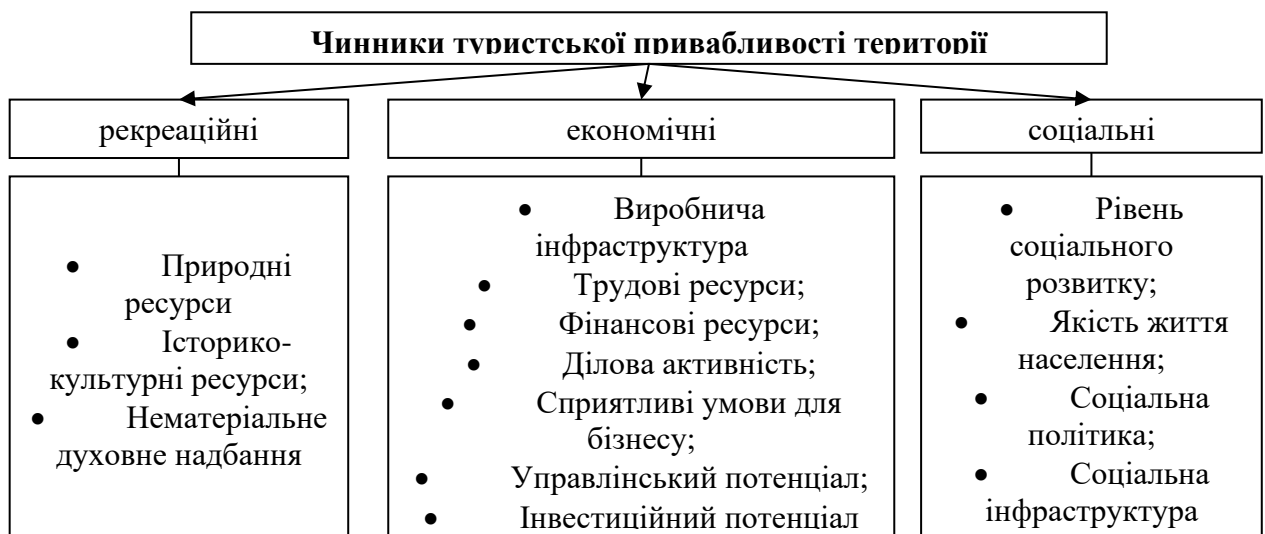 Чинники туристської привабливості території
рекреаційні
економічні
соціальні
• Природні
ресурси
• Історико-
культурні ресурси;
• Нематеріальне
духовне надбання
• Виробнича
інфраструктура
• Трудові ресурси;
• Фінансові ресурси;
• Ділова активність;
• Сприятливі умови для
бізнесу;
• Управлінський потенціал;
• Інвестиційний потенціал
• Рівень
соціального
розвитку;
• Якість життя
населення;
• Соціальна
політика;
• Соціальна
інфраструктура